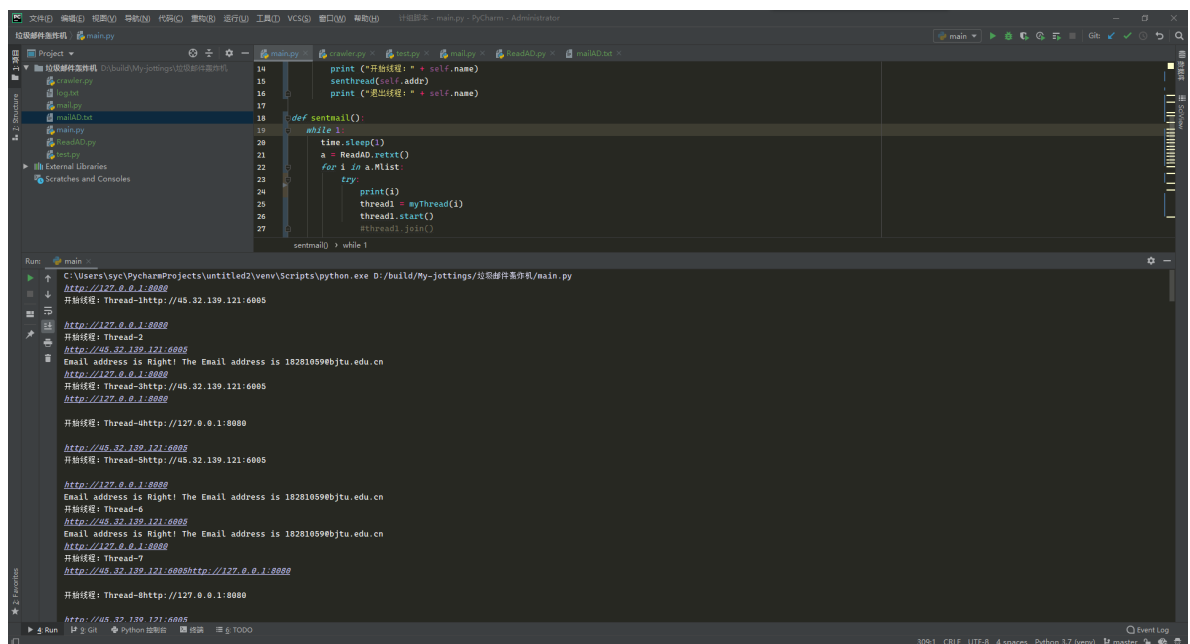 文件(F) 编辑(E) 视图(V) 导航(N) 代码(C) 重构(R) 运行(U) 工具(T) VCS(S) 窗口(W) 帮助(H) 计组脚本 - main.py - PyCharm - Administrator
垃圾邮件轰炸机 main.py
main
Git:
Project
main.py
crawler.py
test.py
mail.py
ReadAD.py
mailAD.txt
垃圾邮件轰炸机 D:\build\My-jottings\垃圾邮件轰炸机
crawler.py
log.txt
mail.py
mailAD.txt
main.py
ReadAD.py
test.py
External Libraries
Scratches and Consoles
14 print ("开始线程：" + self.name)
15 senthread(self.addr)
16 print ("退出线程：" + self.name)
17
18 def sentmail():
19 while 1:
20 time.sleep(1)
21 a = ReadAD.retxt()
22 for i in a.Mlist:
23 try:
24 print(i)
25 thread1 = myThread(i)
26 thread1.start()
27 #thread1.join()
sentmail() › while 1
Run: main
C:\Users\syc\PycharmProjects\untitled2\venv\Scripts\python.exe D:/build/My-jottings/垃圾邮件轰炸机/main.py
http://127.0.0.1:8080
开始线程：Thread-1http://45.32.139.121:6005
http://127.0.0.1:8080
开始线程：Thread-2
http://45.32.139.121:6005
Email address is Right! The Email address is 18281059@bjtu.edu.cn
http://127.0.0.1:8080
开始线程：Thread-3http://45.32.139.121:6005
http://127.0.0.1:8080
开始线程：Thread-4http://127.0.0.1:8080
http://45.32.139.121:6005
开始线程：Thread-5http://45.32.139.121:6005
http://127.0.0.1:8080
Email address is Right! The Email address is 18281059@bjtu.edu.cn
开始线程：Thread-6
http://45.32.139.121:6005
Email address is Right! The Email address is 18281059@bjtu.edu.cn
http://127.0.0.1:8080
开始线程：Thread-7
http://45.32.139.121:6005http://127.0.0.1:8080
开始线程：Thread-8http://127.0.0.1:8080
http://45.32.139.121:6005
Z: Structure
2: Favorites
数据库
SciView
4: Run
9: Git
Python 控制台
终端
6: TODO
Event Log
309:1 CRLF UTF-8 4 spaces Python 3.7 (venv) master